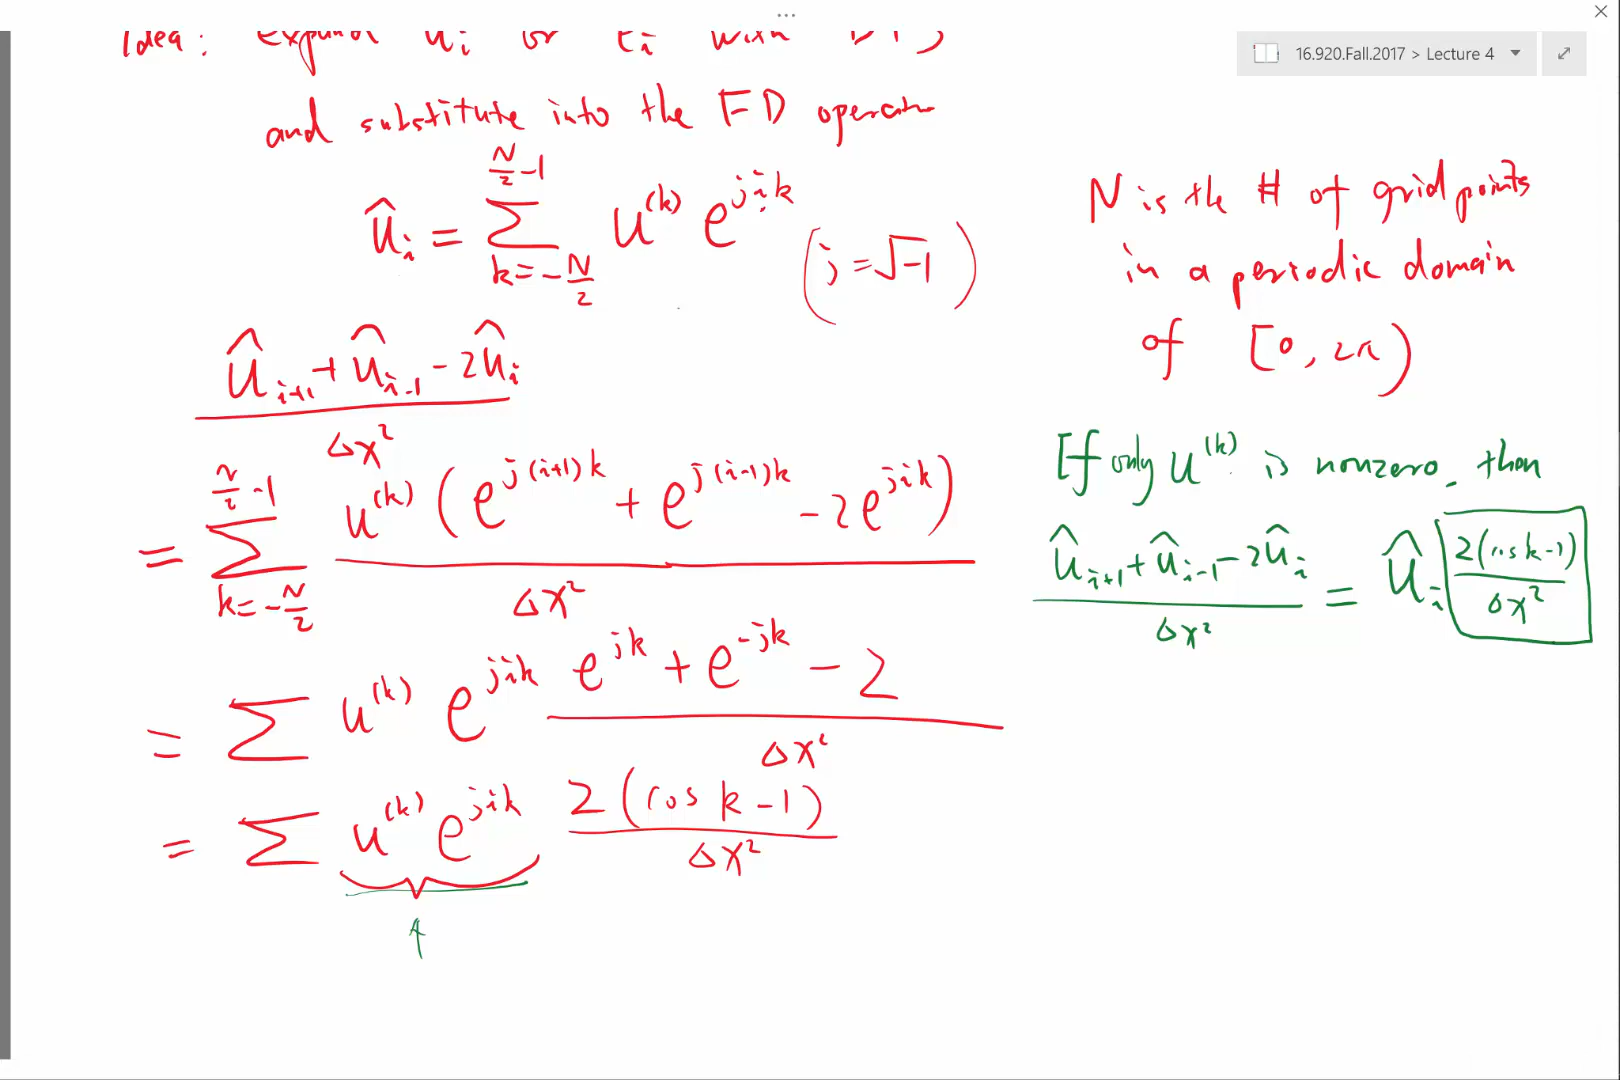 Idea: expand u_i or ε_i with
and substitute into the FD operator
û_i = Σ_{k=-N/2}^{N/2 -1} u^{(k)} e^{jik}
(j = √-1)
û_{i+1} + û_{i-1} - 2û_i / Δx²
= Σ_{k=-N/2}^{N/2 -1} u^{(k)} (e^{j(i+1)k} + e^{j(i-1)k} - 2e^{jik}) / Δx²
= Σ u^{(k)} e^{jik} e^{jk} + e^{-jk} - 2 / Δx²
= Σ u^{(k)} e^{jik} 2(cos k - 1) / Δx²
16.920.Fall.2017 > Lecture 4
N is the # of grid points
in a periodic domain
of [0, 2π)
If only u^{(k)} is nonzero, then
û_{i+1} + û_{i-1} - 2û_i / Δx² = û_i 2(cos k - 1) / Δx²